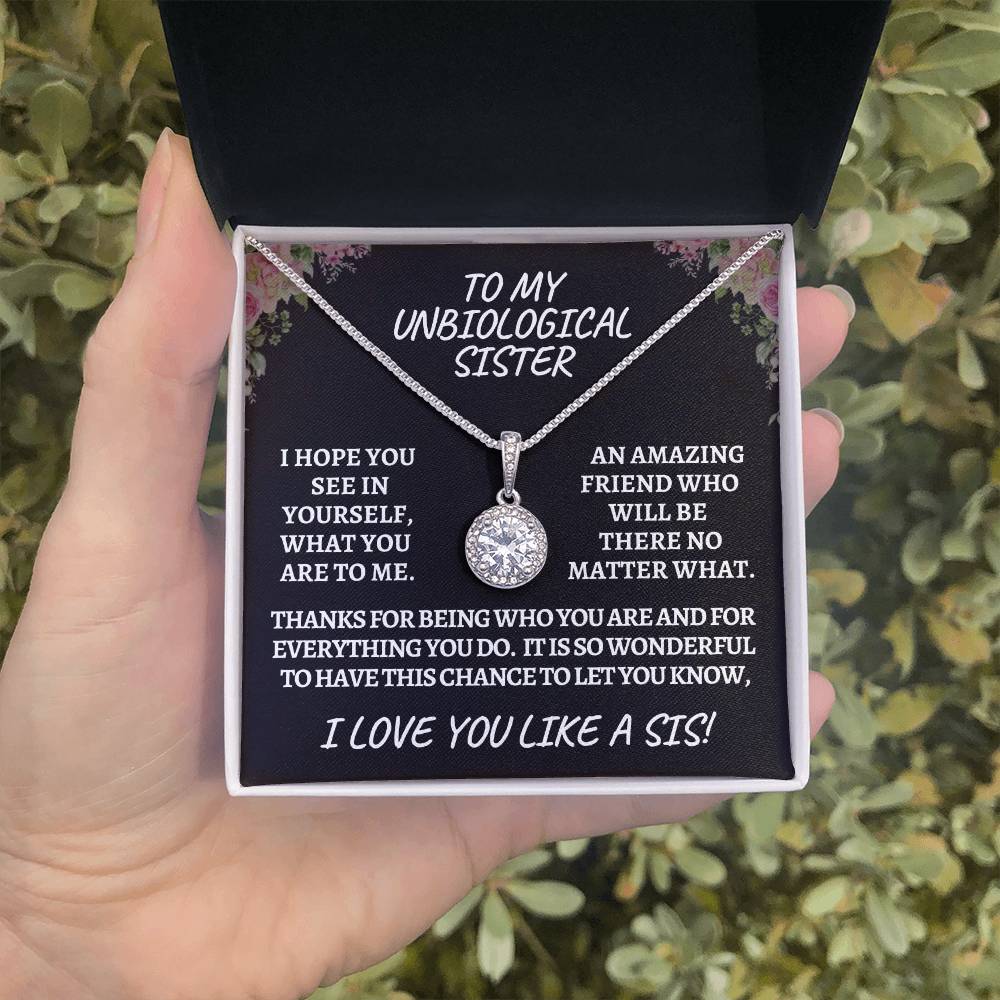 TO MY
UNBIOLOGICAL
SISTER
I HOPE YOU
SEE IN
YOURSELF,
WHAT YOU
ARE TO ME.
AN AMAZING
FRIEND WHO
WILL BE
THERE NO
MATTER WHAT.
THANKS FOR BEING WHO YOU ARE AND FOR
EVERYTHING YOU DO. IT IS SO WONDERFUL
TO HAVE THIS CHANCE TO LET YOU KNOW,
I LOVE YOU LIKE A SIS!